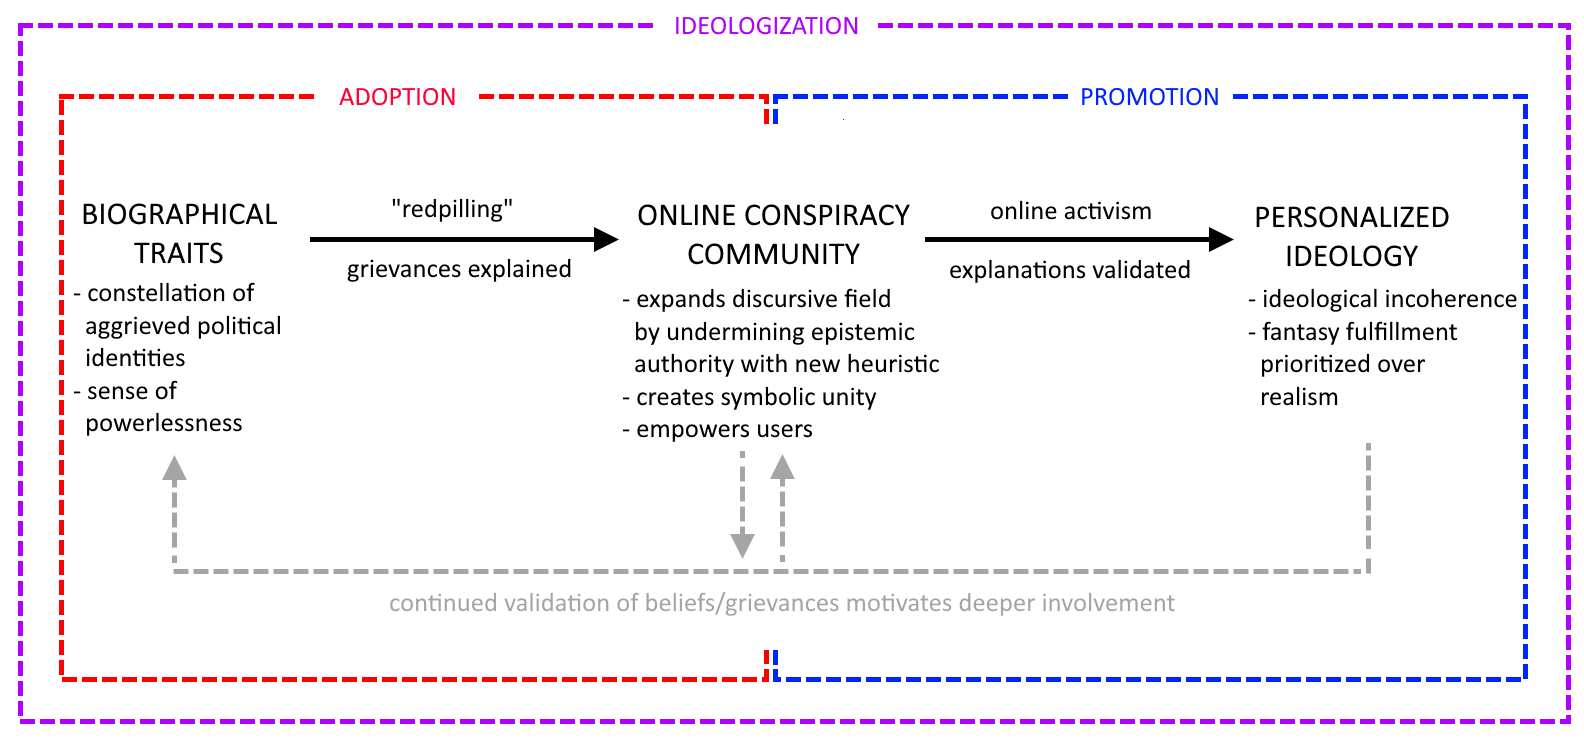 IDEOLOGIZATION
ADOPTION
PROMOTION
BIOGRAPHICAL
TRAITS
- constellation of
aggrieved political
identities
- sense of
powerlessness
"redpilling"
grievances explained
ONLINE CONSPIRACY
COMMUNITY
- expands discursive field
by undermining epistemic
authority with new heuristic
- creates symbolic unity
- empowers users
online activism
explanations validated
PERSONALIZED
IDEOLOGY
- ideological incoherence
- fantasy fulfillment
prioritized over
realism
continued validation of beliefs/grievances motivates deeper involvement